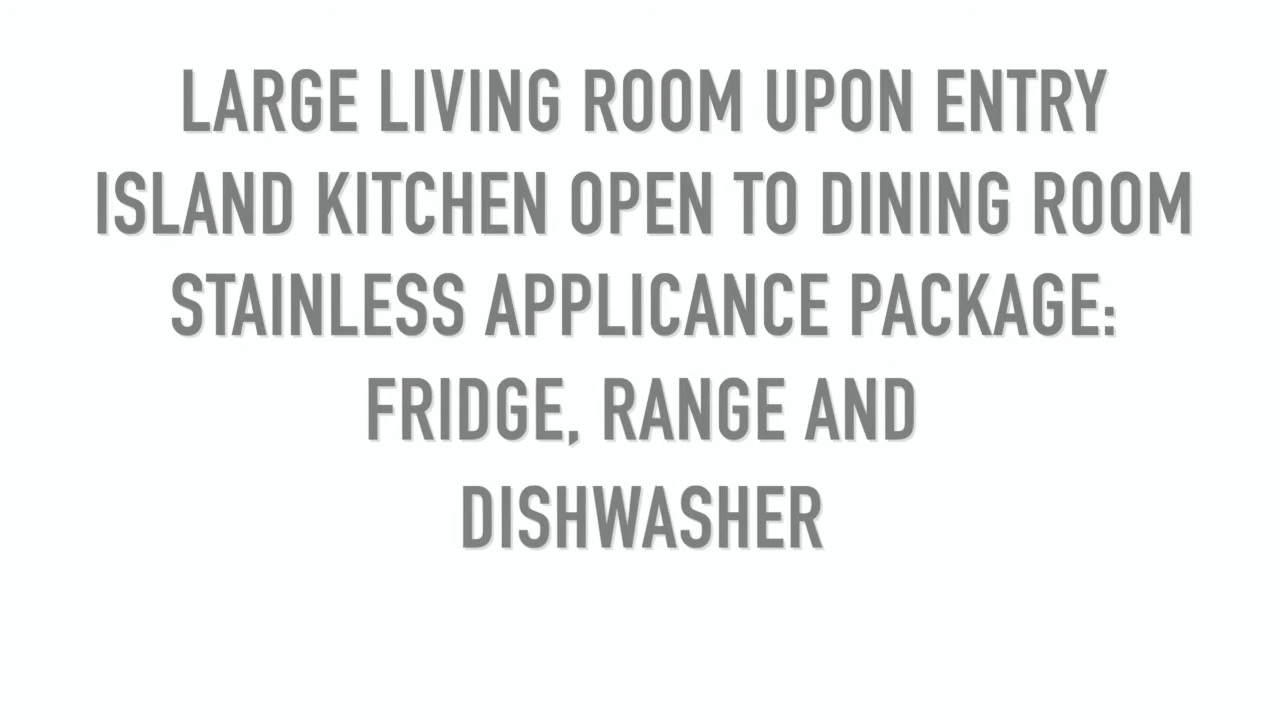 LARGE LIVING ROOM UPON ENTRY
ISLAND KITCHEN OPEN TO DINING ROOM
STAINLESS APPLICANCE PACKAGE:
FRIDGE, RANGE AND
DISHWASHER